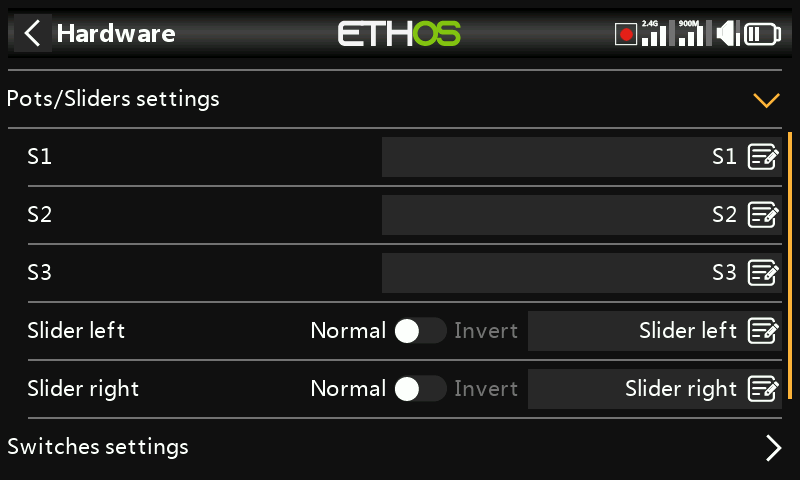 Hardware ETHOS 2.4G 900M
Pots/Sliders settings
S1 S1
S2 S2
S3 S3
Slider left Normal Invert Slider left
Slider right Normal Invert Slider right
Switches settings